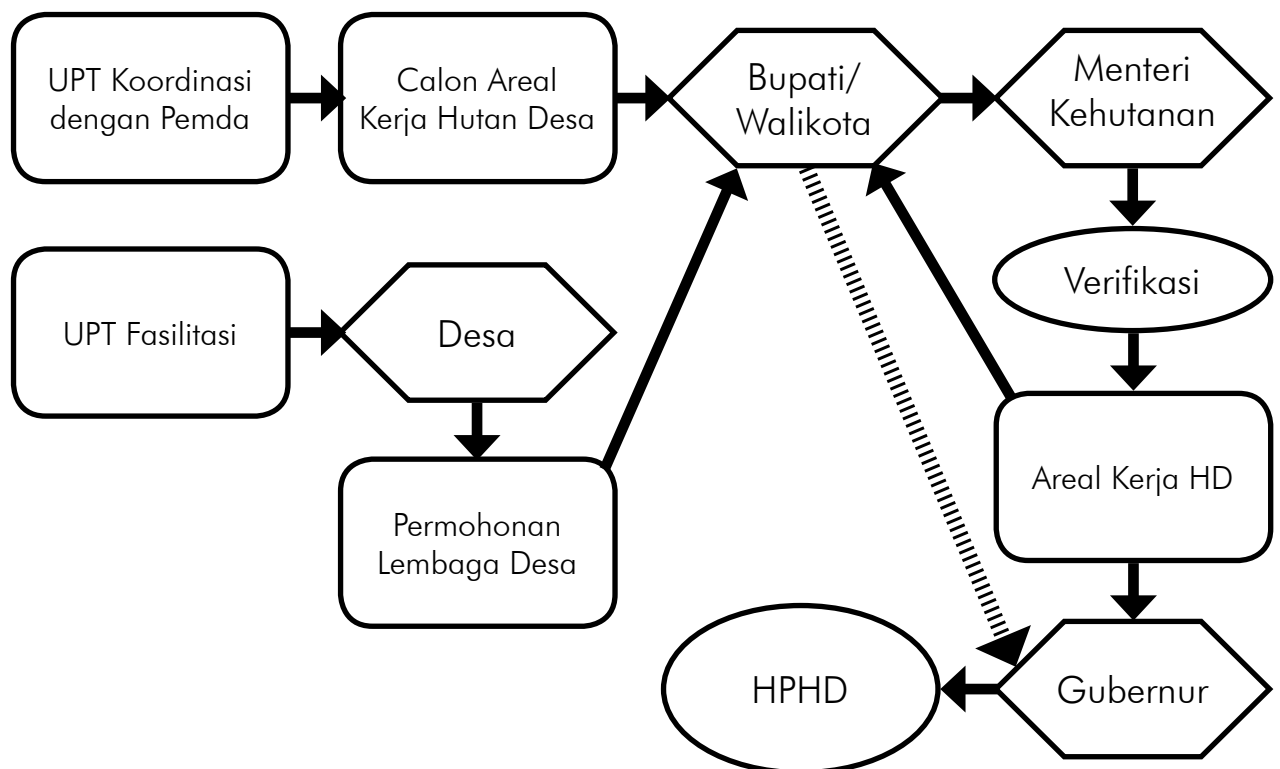 UPT Koordinasi
dengan Pemda
Calon Areal
Kerja Hutan Desa
Bupati/
Walikota
Menteri
Kehutanan
Verifikasi
UPT Fasilitasi
Desa
Permohonan
Lembaga Desa
Areal Kerja HD
HPHD
Gubernur